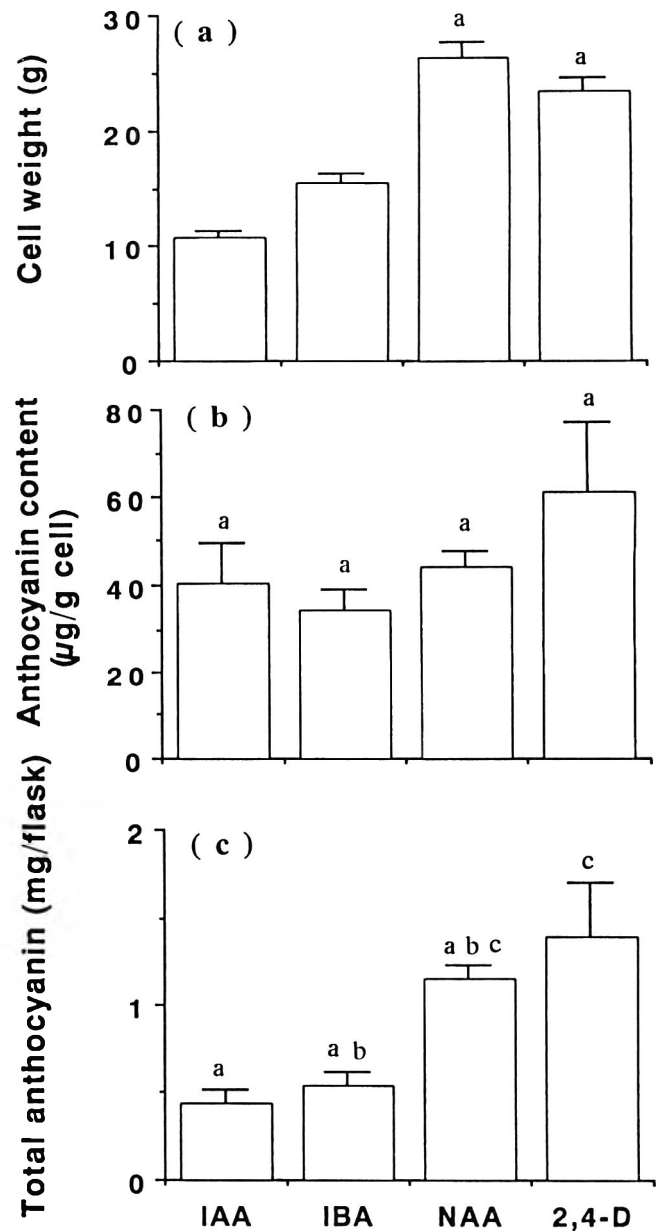 Cell weight (g)
30
20
10
0
( a )
a
a
Anthocyanin content
(µg/g cell)
80
60
40
20
0
( b )
a
a
a
a
Total anthocyanin (mg/flask)
2
1
0
( c )
a
a b
a b c
c
IAA IBA NAA 2,4-D